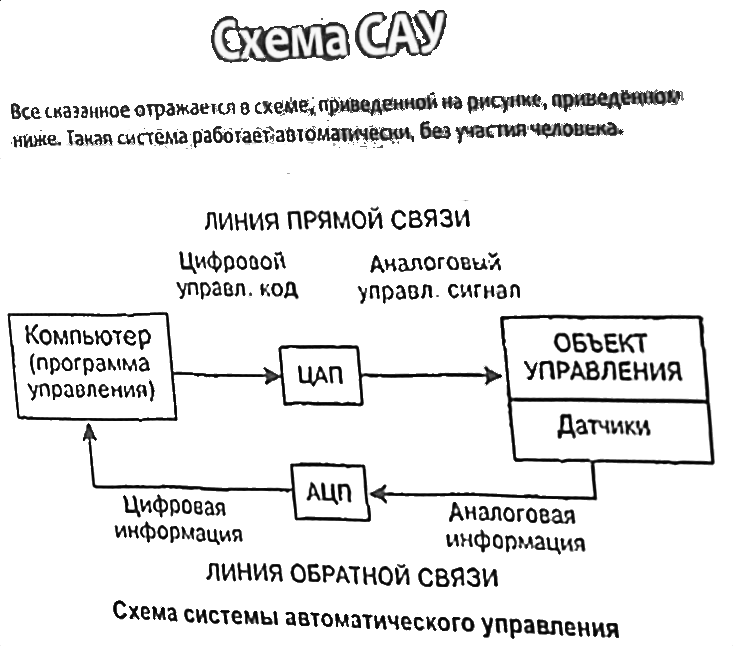 Схема САУ
Все сказанное отражается в схеме, приведенной на рисунке, приведённом
ниже. Такая система работает автоматически, без участия человека.
ЛИНИЯ ПРЯМОЙ СВЯЗИ
Цифровой
управл. код
Аналоговый
управл. сигнал
Компьютер
(программа
управления)
ЦАП
ОБЪЕКТ
УПРАВЛЕНИЯ
Датчики
АЦП
Цифровая
информация
Аналоговая
информация
ЛИНИЯ ОБРАТНОЙ СВЯЗИ
Схема системы автоматического управления